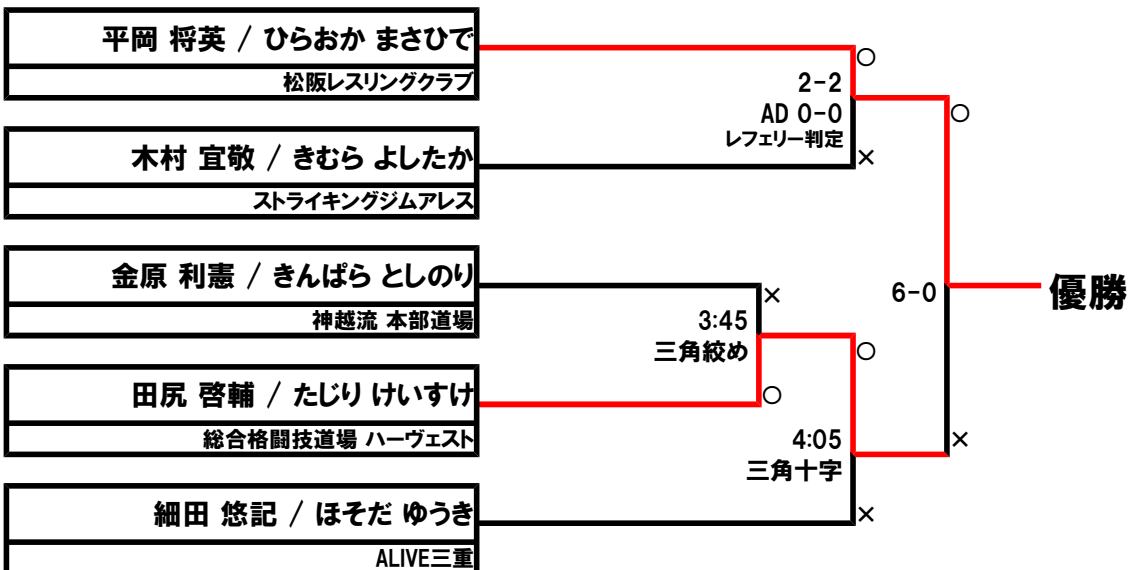 平岡 将英 / ひらおか まさひで
松阪レスリングクラブ
○
2-2
AD 0-0
レフェリー判定
×
木村 宜敬 / きむら よしたか
ストライキングジムアレス
○
金原 利憲 / きんぱら としのり
神越流 本部道場
×
3:45
三角絞め
○
6-0
優勝
田尻 啓輔 / たじり けいすけ
総合格闘技道場 ハーヴェスト
○
4:05
三角十字
×
細田 悠記 / ほそだ ゆうき
ALIVE三重
×